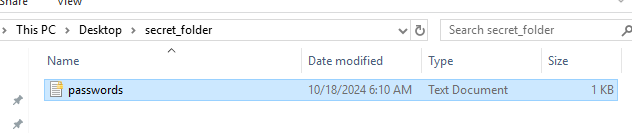 Share View
This PC Desktop secret_folder Search secret_folder
Name Date modified Type Size
passwords 10/18/2024 6:10 AM Text Document 1 KB